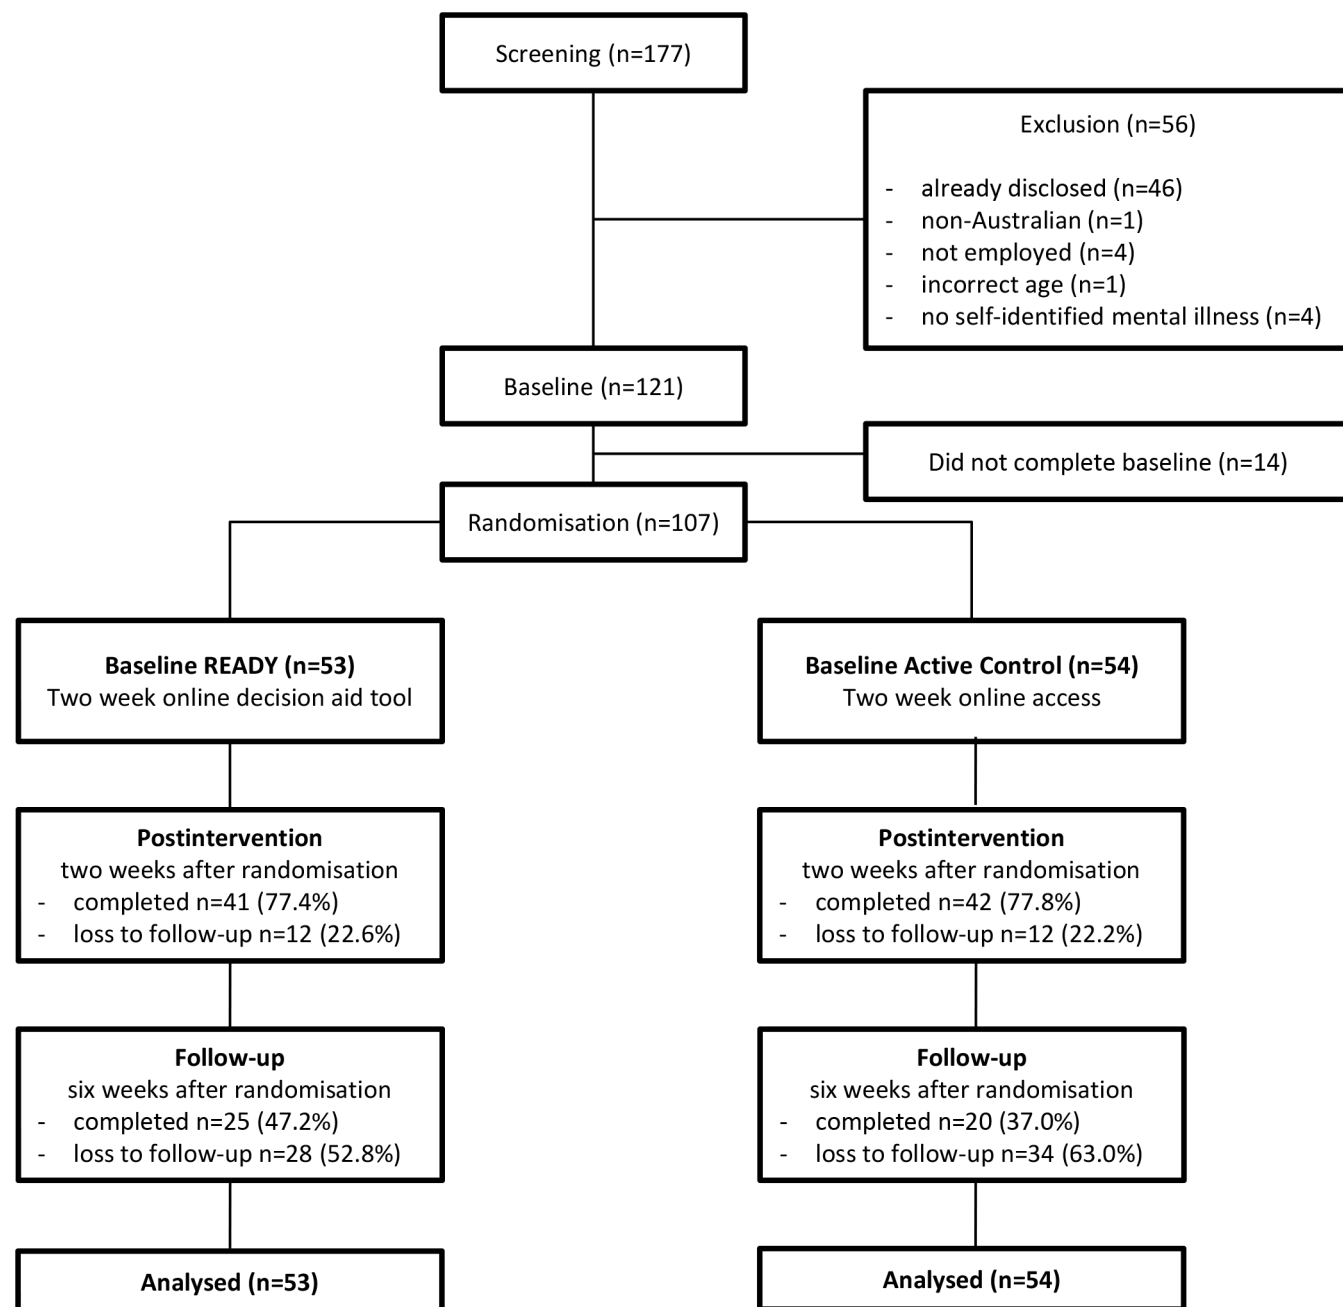 Screening (n=177)
Exclusion (n=56)
- already disclosed (n=46)
- non-Australian (n=1)
- not employed (n=4)
- incorrect age (n=1)
- no self-identified mental illness (n=4)
Baseline (n=121)
Did not complete baseline (n=14)
Randomisation (n=107)
Baseline READY (n=53)
Two week online decision aid tool
Baseline Active Control (n=54)
Two week online access
Postintervention
two weeks after randomisation
- completed n=41 (77.4%)
- loss to follow-up n=12 (22.6%)
Postintervention
two weeks after randomisation
- completed n=42 (77.8%)
- loss to follow-up n=12 (22.2%)
Follow-up
six weeks after randomisation
- completed n=25 (47.2%)
- loss to follow-up n=28 (52.8%)
Follow-up
six weeks after randomisation
- completed n=20 (37.0%)
- loss to follow-up n=34 (63.0%)
Analysed (n=53)
Analysed (n=54)